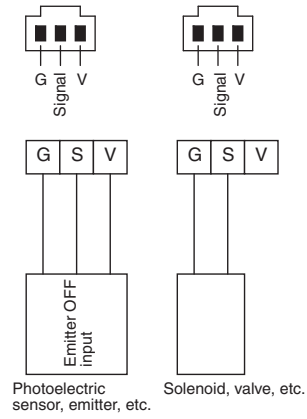 G Signal V
G Signal V
G S V
G S V
Emitter OFF
input
Photoelectric
sensor, emitter, etc.
Solenoid, valve, etc.